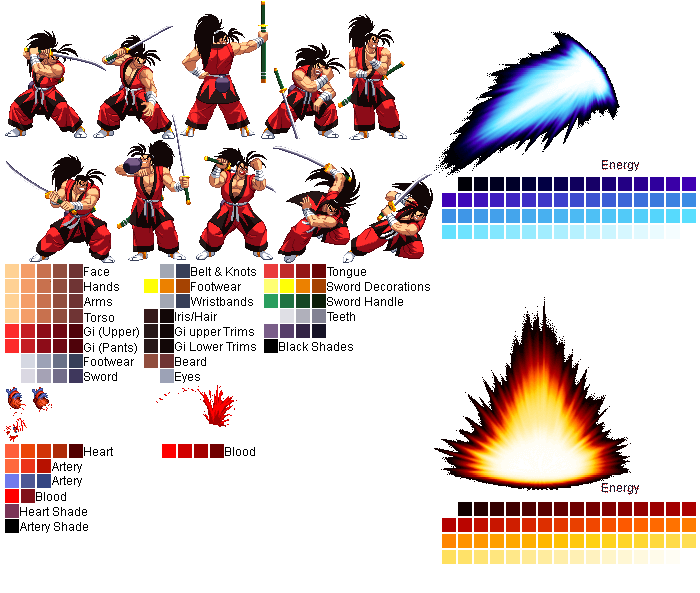 Energy
Face
Hands
Arms
Torso
Gi (Upper)
Gi (Pants)
Footwear
Sword
Belt & Knots
Footwear
Wristbands
Iris/Hair
Gi upper Trims
Gi Lower Trims
Beard
Eyes
Tongue
Sword Decorations
Sword Handle
Teeth
Black Shades
Heart
Artery
Artery
Blood
Heart Shade
Artery Shade
Blood
Energy